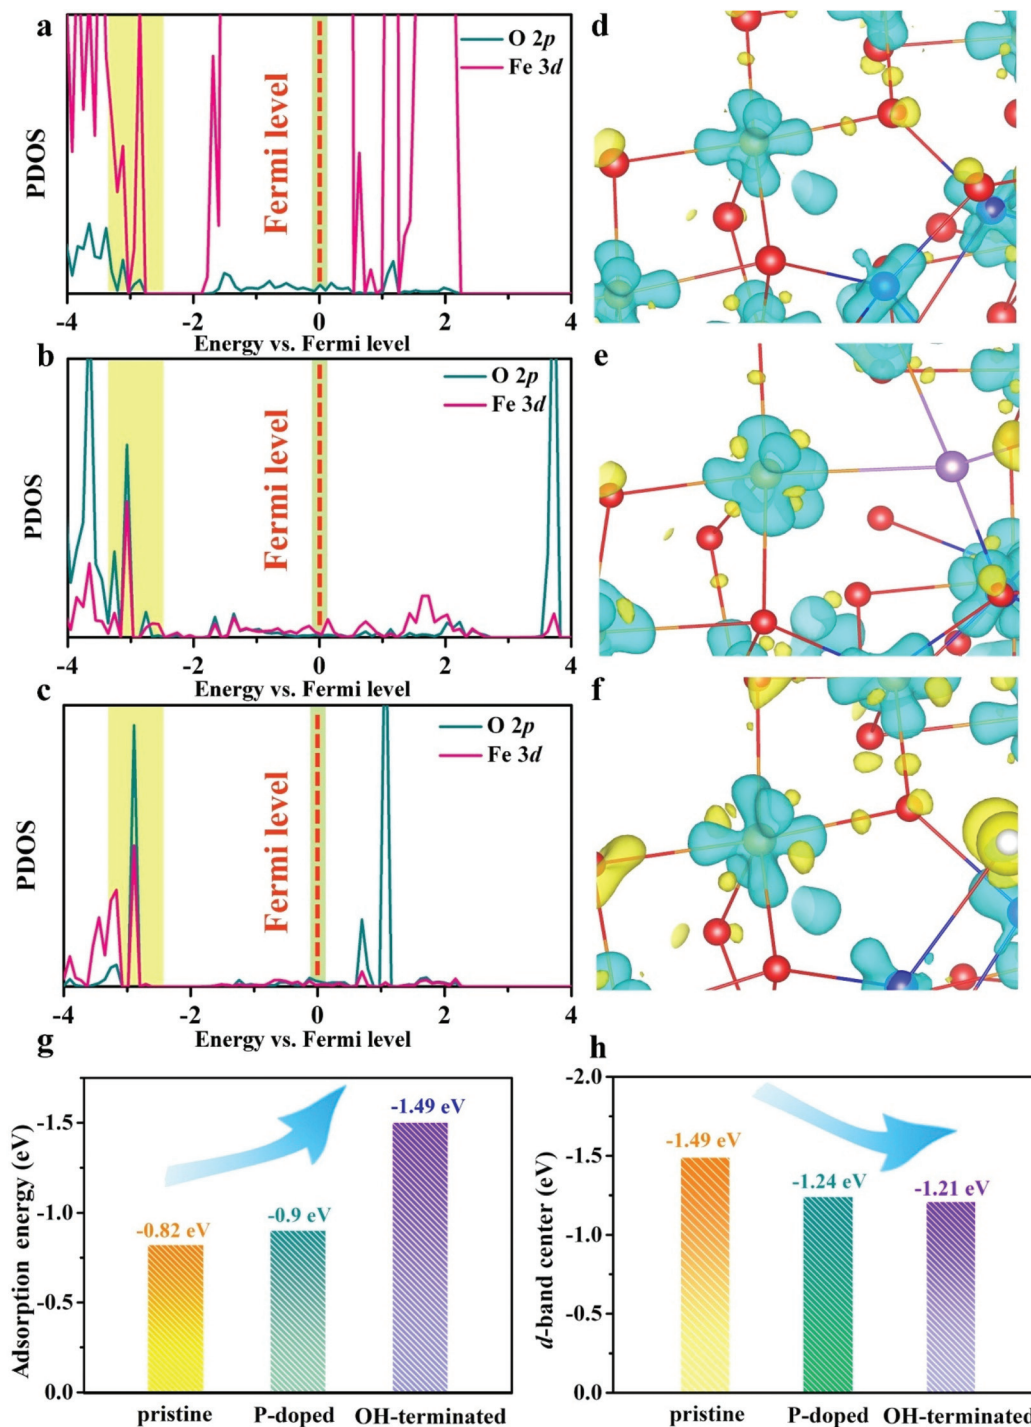 a
PDOS
Fermi level
O 2p
Fe 3d
-4 -2 0 2 4
Energy vs. Fermi level
d
b
PDOS
Fermi level
O 2p
Fe 3d
-4 -2 0 2 4
Energy vs. Fermi level
e
c
PDOS
Fermi level
O 2p
Fe 3d
-4 -2 0 2 4
Energy vs. Fermi level
f
g
Adsorption energy (eV)
-1.5
-1.0
-0.5
0.0
-0.82 eV
-0.9 eV
-1.49 eV
pristine P-doped OH-terminated
h
d-band center (eV)
-2.0
-1.5
-1.0
-0.5
0.0
-1.49 eV
-1.24 eV
-1.21 eV
pristine P-doped OH-terminated